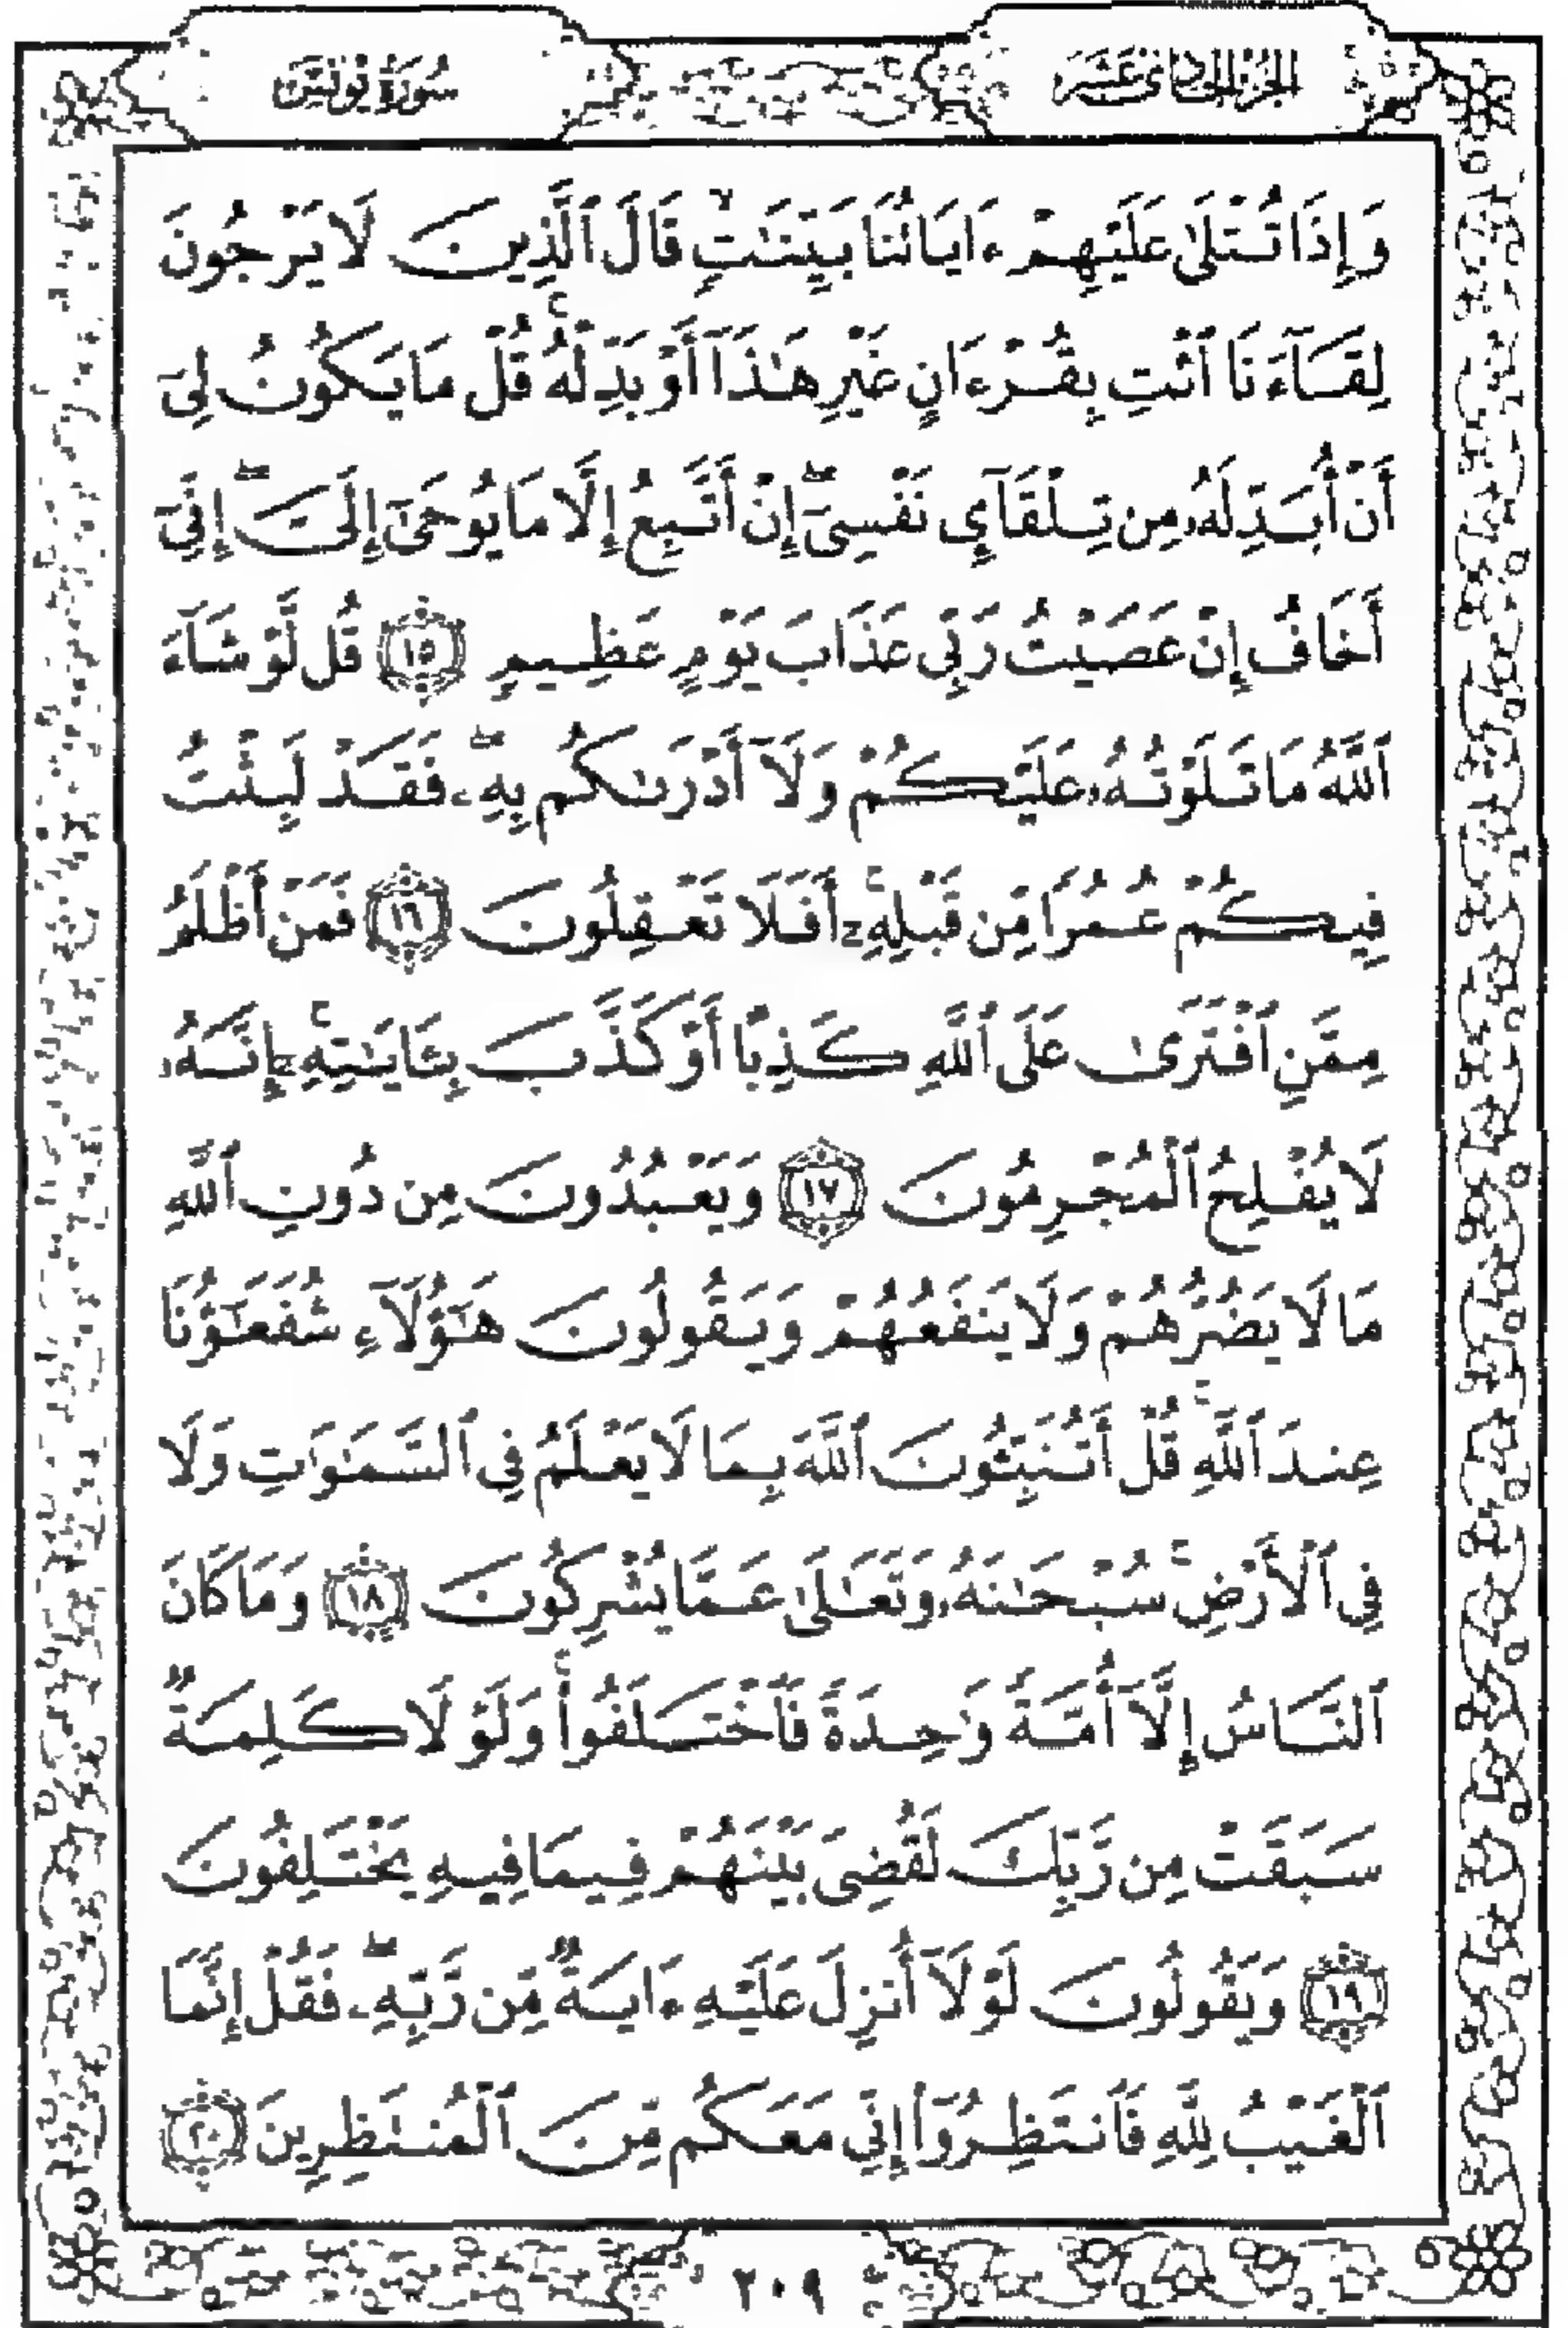 الجزء الحادي عشر
سورة يونس
وَإِذَا تُتْلَىٰ عَلَيْهِمْ ءَايَاتُنَا بَيِّنَٰتٍۙ قَالَ ٱلَّذِينَ لَا يَرْجُونَ
لِقَآءَنَا ٱئْتِ بِقُرْءَانٍ غَيْرِ هَٰذَآ أَوْ بَدِّلْهُۚ قُلْ مَا يَكُونُ لِىٓ
أَنْ أُبَدِّلَهُۥ مِن تِلْقَآيِٕ نَفْسِىٓۖ إِنْ أَتَّبِعُ إِلَّا مَا يُوحَىٰٓ إِلَىَّۖ إِنِّىٓ
أَخَافُ إِنْ عَصَيْتُ رَبِّى عَذَابَ يَوْمٍ عَظِيمٍ ١٥ قُل لَّوْ شَآءَ
ٱللَّهُ مَا تَلَوْتُهُۥ عَلَيْكُمْ وَلَآ أَدْرَىٰكُم بِهِۦۖ فَقَدْ لَبِثْتُ
فِيكُمْ عُمُرًا مِّن قَبْلِهِۦٓۚ أَفَلَا تَعْقِلُونَ ١٦ فَمَنْ أَظْلَمُ
مِمَّنِ ٱفْتَرَىٰ عَلَى ٱللَّهِ كَذِبًا أَوْ كَذَّبَ بِـَٔايَٰتِهِۦٓۚ إِنَّهُۥ
لَا يُفْلِحُ ٱلْمُجْرِمُونَ ١٧ وَيَعْبُدُونَ مِن دُونِ ٱللَّهِ
مَا لَا يَضُرُّهُمْ وَلَا يَنفَعُهُمْ وَيَقُولُونَ هَٰٓؤُلَآءِ شُفَعَٰٓؤُنَا
عِندَ ٱللَّهِۚ قُلْ أَتُنَبِّـُٔونَ ٱللَّهَ بِمَا لَا يَعْلَمُ فِى ٱلسَّمَٰوَٰتِ وَلَا
فِى ٱلْأَرْضِۚ سُبْحَٰنَهُۥ وَتَعَٰلَىٰ عَمَّا يُشْرِكُونَ ١٨ وَمَا كَانَ
ٱلنَّاسُ إِلَّآ أُمَّةً وَٰحِدَةً فَٱخْتَلَفُوا۟ۚ وَلَوْلَا كَلِمَةٌ
سَبَقَتْ مِن رَّبِّكَ لَقُضِىَ بَيْنَهُمْ فِيمَا فِيهِ يَخْتَلِفُونَ
١٩ وَيَقُولُونَ لَوْلَآ أُنزِلَ عَلَيْهِ ءَايَةٌ مِّن رَّبِّهِۦۖ فَقُلْ إِنَّمَا
ٱلْغَيْبُ لِلَّهِ فَٱنتَظِرُوٓا۟ إِنِّى مَعَكُم مِّنَ ٱلْمُنتَظِرِينَ ٢٠
٢٠٩